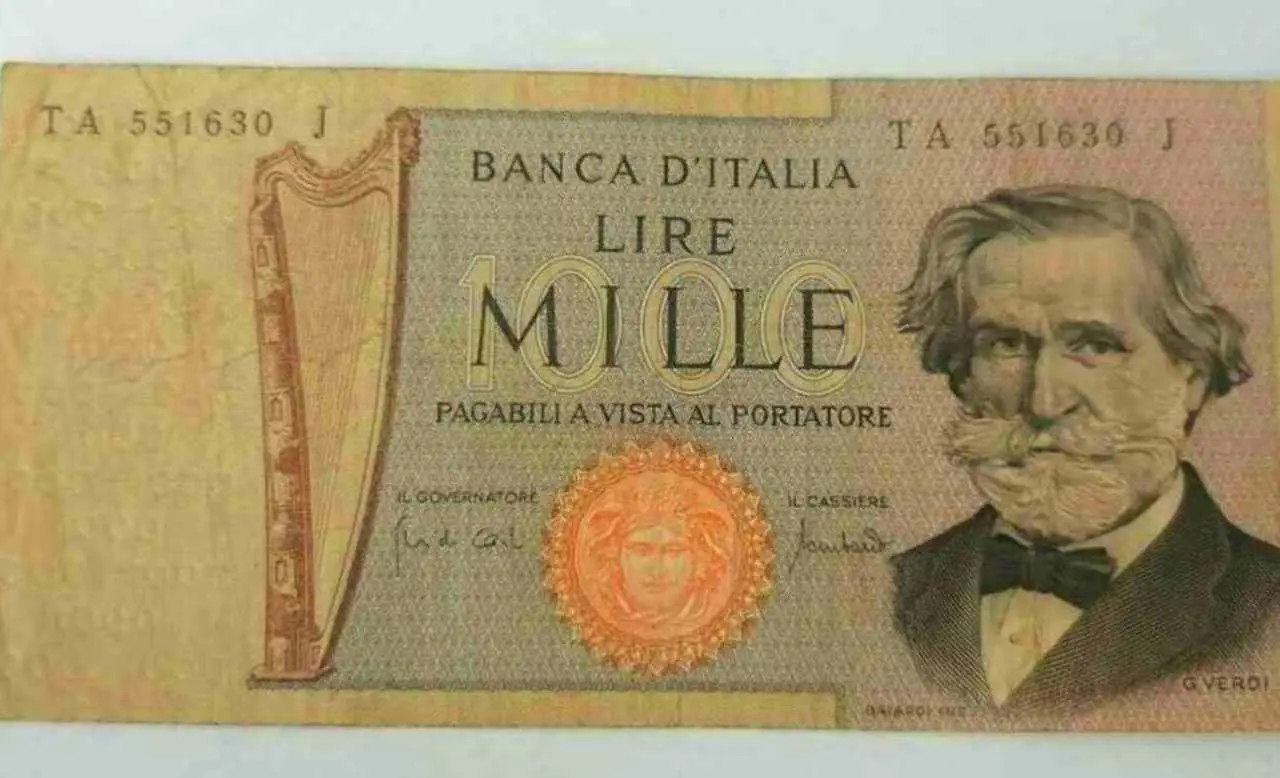 TA 551630 J
TA 551630 J
BANCA D'ITALIA
LIRE
1000
MILLE
PAGABILI A VISTA AL PORTATORE
IL GOVERNATORE
IL CASSIERE
G. VERDI